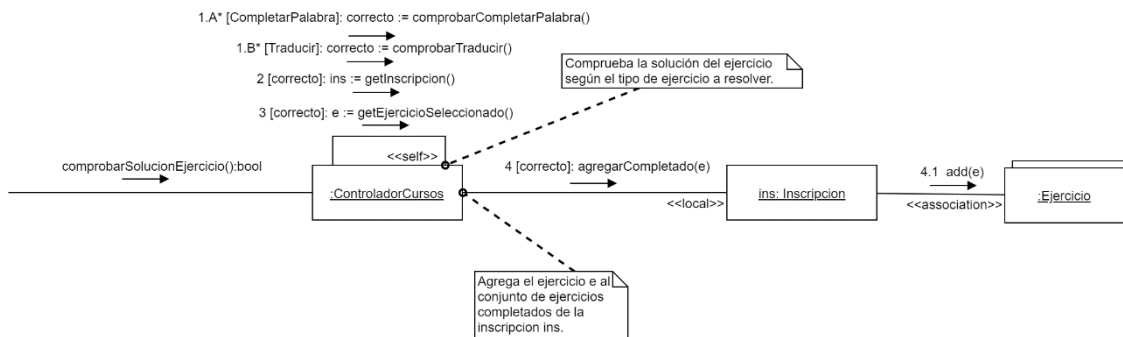 1.A* [CompletarPalabra]: correcto := comprobarCompletarPalabra()
1.B* [Traducir]: correcto := comprobarTraducir()
2 [correcto]: ins := getInscripcion()
3 [correcto]: e := getEjercicioSeleccionado()
Comprueba la solución del ejercicio
según el tipo de ejercicio a resolver.
<<self>>
comprobarSolucionEjercicio():bool
:ControladorCursos
4 [correcto]: agregarCompletado(e)
<<local>>
ins: Inscripcion
4.1 add(e)
<<association>>
:Ejercicio
Agrega el ejercicio e al
conjunto de ejercicios
completados de la
inscripcion ins.